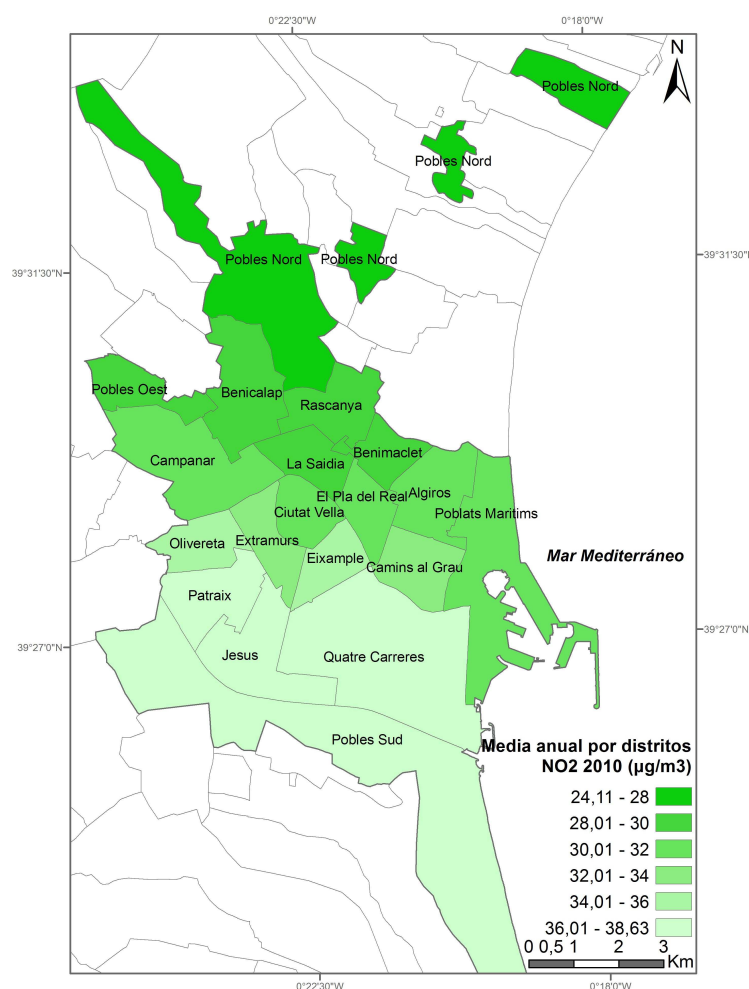 0°22'30"W
0°18'0"W
N
Pobles Nord
Pobles Nord
Pobles Nord
Pobles Nord
39°31'30"N
39°31'30"N
Pobles Oest
Benicalap
Rascanya
Campanar
La Saidia
Benimaclet
El Pla del Real
Algiros
Ciutat Vella
Poblats Maritims
Olivereta
Extramurs
Eixample
Camins al Grau
Mar Mediterráneo
Patraix
Jesus
Quatre Carreres
39°27'0"N
39°27'0"N
Pobles Sud
Media anual por distritos
NO2 2010 (µg/m3)
24,11 - 28
28,01 - 30
30,01 - 32
32,01 - 34
34,01 - 36
36,01 - 38,63
0 0,5 1 2 3
Km
0°22'30"W
0°18'0"W